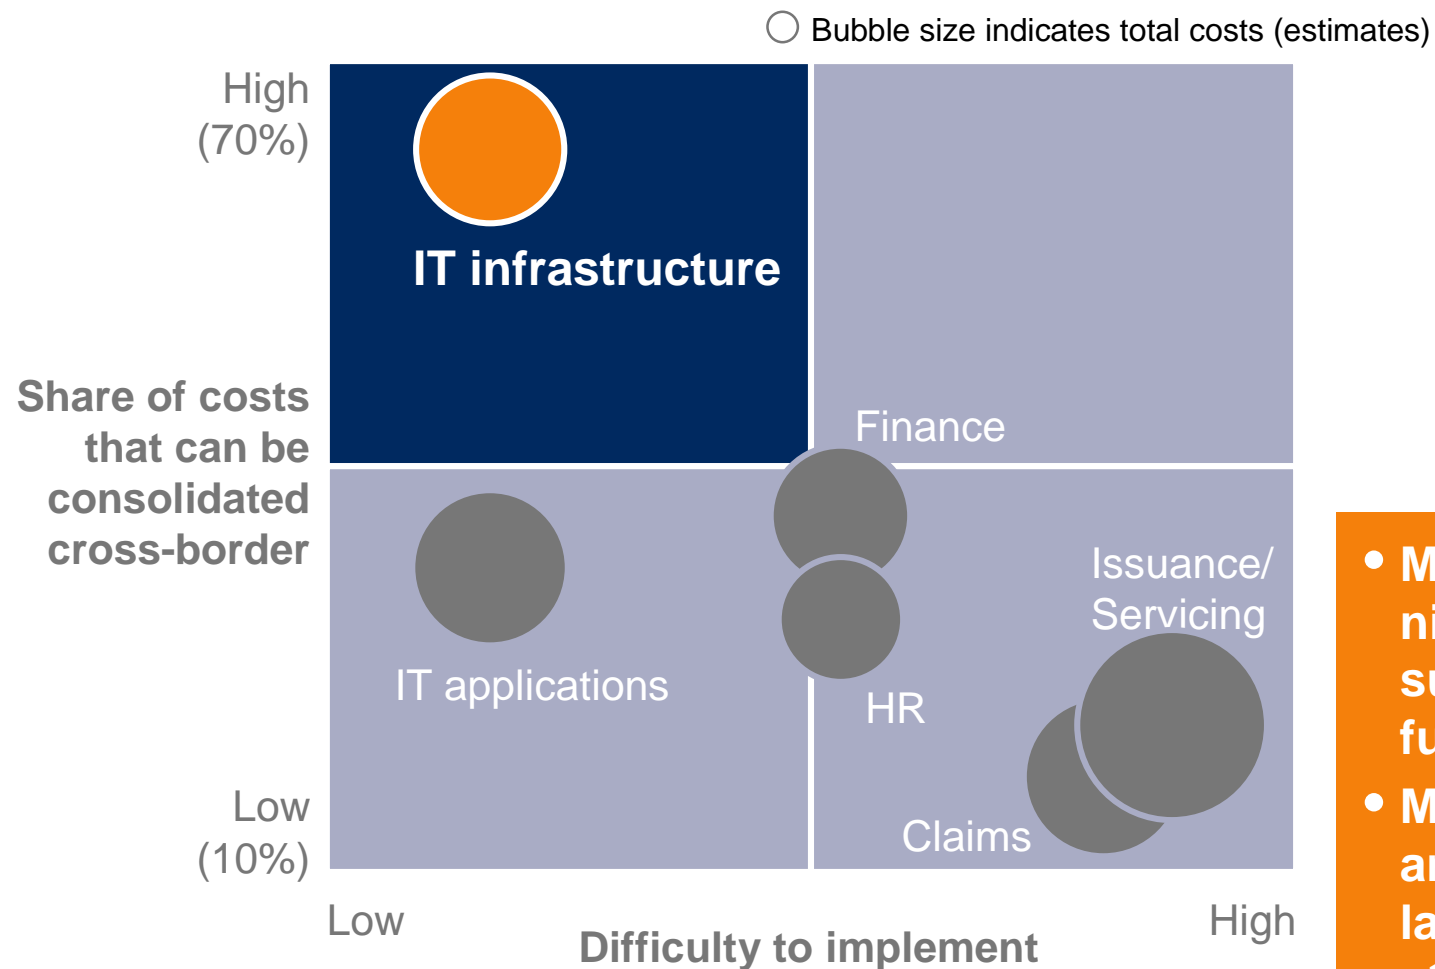 Bubble size indicates total costs (estimates)
High
(70%)
IT infrastructure
Share of costs
that can be
consolidated
cross-border
Finance
Issuance/
Servicing
IT applications
HR
Claims
Low
(10%)
Low
High
Difficulty to implement